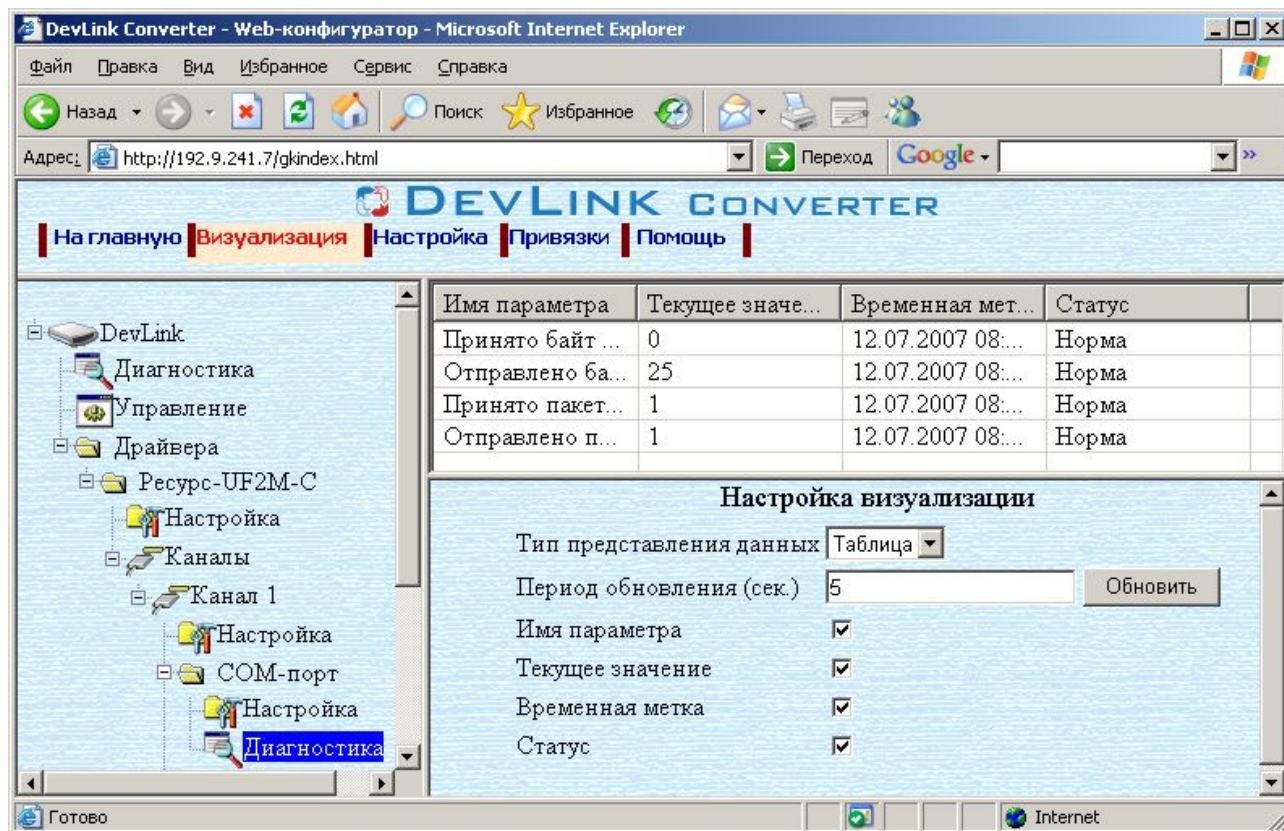 DevLink Converter - Web-конфигуратор - Microsoft Internet Explorer
Файл Правка Вид Избранное Сервис Справка
Назад Поиск Избранное
Адрес: http://192.9.241.7/gkindex.html Переход Google »
DEVLINK CONVERTER
На главную Визуализация Настройка Привязки Помощь
DevLink
Диагностика
Управление
Драйвера
Ресурс-UF2M-C
Настройка
Каналы
Канал 1
Настройка
COM-порт
Настройка
Диагностика
Имя параметра Текущее значе... Временная мет... Статус
Принято байт ... 0 12.07.2007 08:... Норма
Отправлено ба... 25 12.07.2007 08:... Норма
Принято пакет... 1 12.07.2007 08:... Норма
Отправлено п... 1 12.07.2007 08:... Норма
Настройка визуализации
Тип представления данных Таблица
Период обновления (сек.) 5 Обновить
Имя параметра
Текущее значение
Временная метка
Статус
Готово Internet